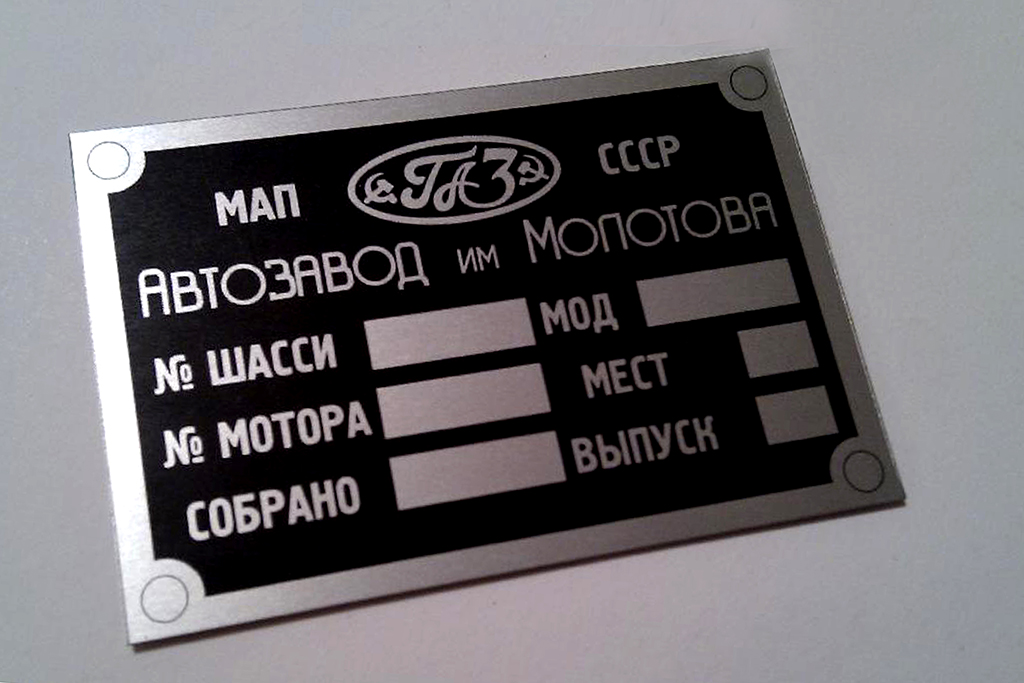 МАП ГАЗ СССР
Автозавод им Молотова
№ ШАССИ МОД
№ МОТОРА МЕСТ
СОБРАНО ВЫПУСК